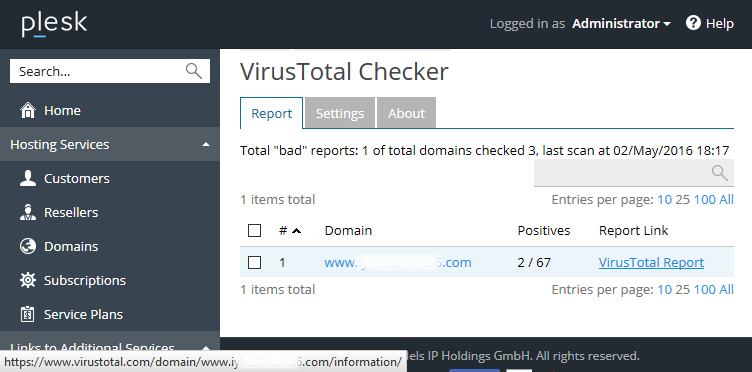 plesk
Logged in as Administrator
Help
Search...
Home
Hosting Services
Customers
Resellers
Domains
Subscriptions
Service Plans
Links to Additional Services
VirusTotal Checker
Report Settings About
Total "bad" reports: 1 of total domains checked 3, last scan at 02/May/2016 18:17
1 items total Entries per page: 10 25 100 All
# Domain Positives Report Link
1 www. 6.com 2 / 67 VirusTotal Report
1 items total Entries per page: 10 25 100 All
IP Holdings GmbH. All rights reserved.
https://www.virustotal.com/domain/www. 6.com/information/